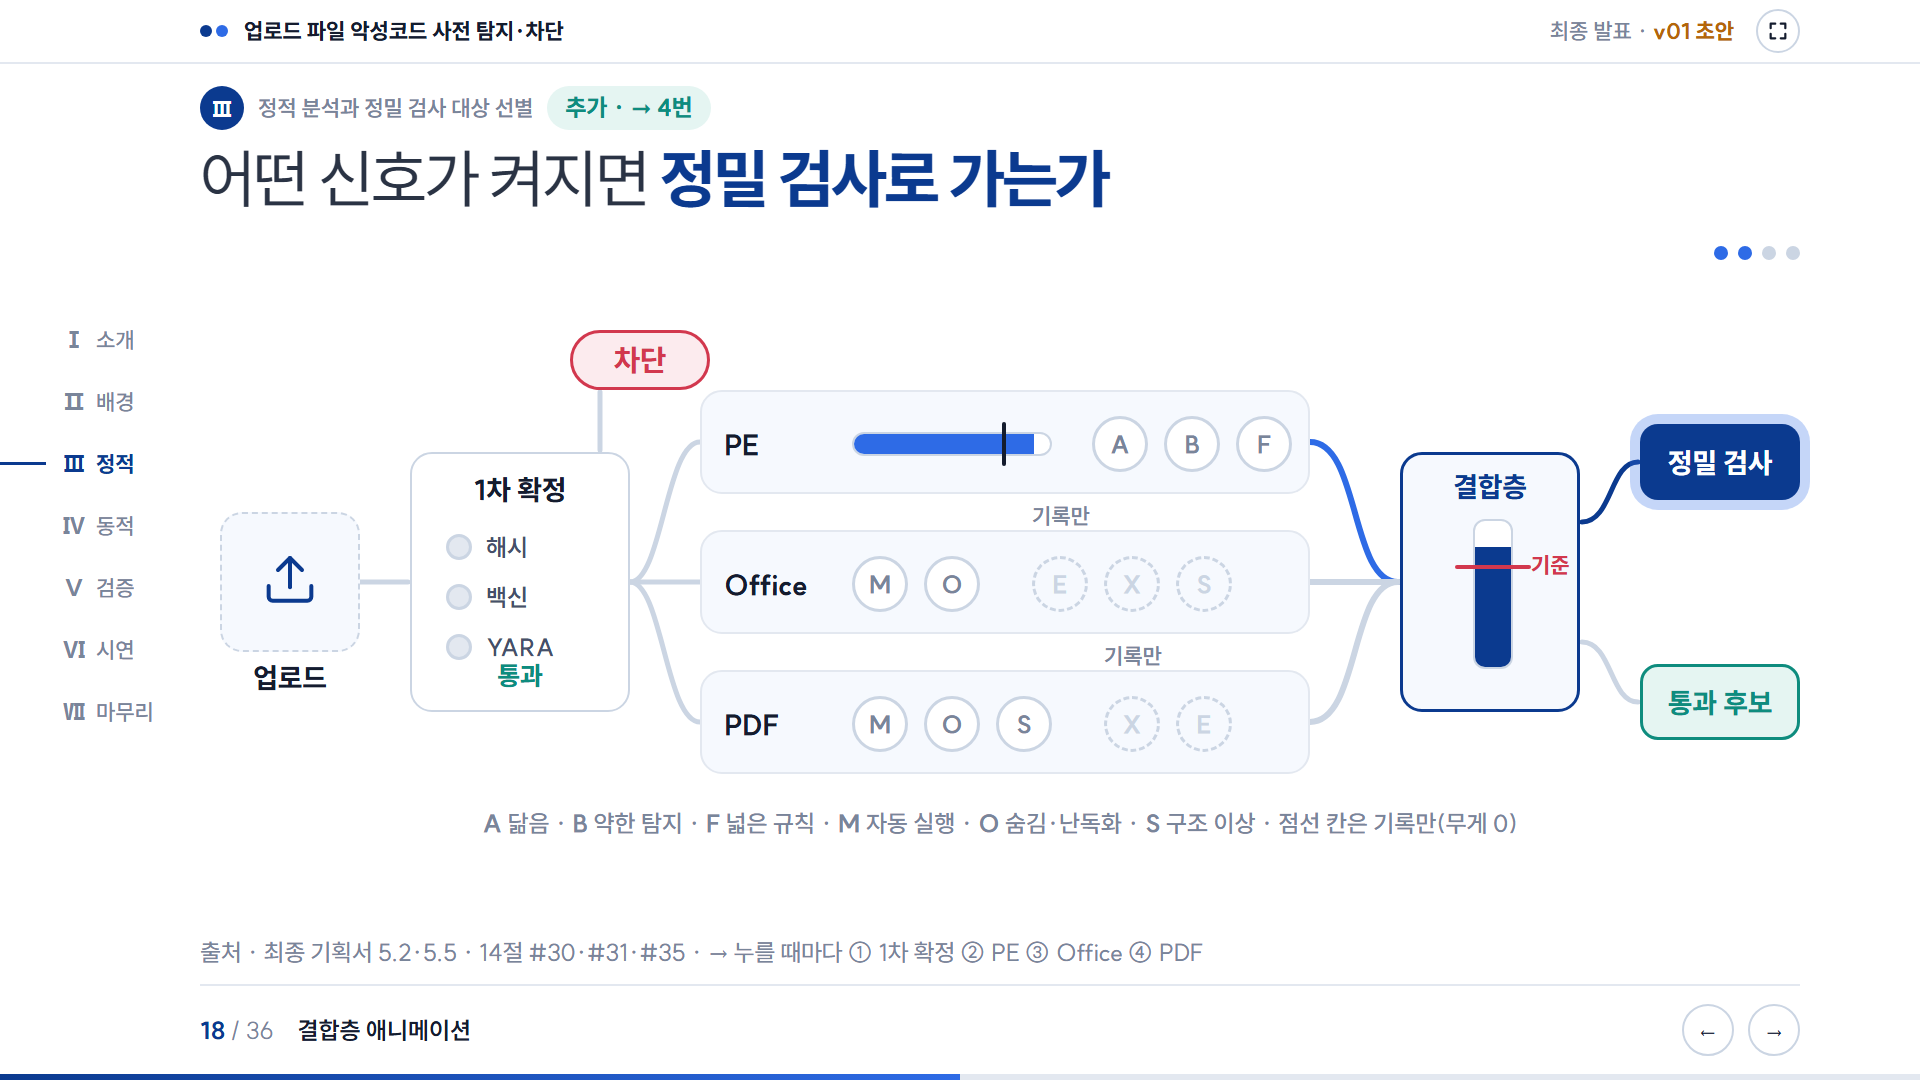 업로드 파일 악성코드 사전 탐지·차단
최종 발표 · v01 초안
Ⅲ 정적 분석과 정밀 검사 대상 선별 추가 · → 4번
어떤 신호가 켜지면 정밀 검사로 가는가
Ⅰ 소개
Ⅱ 배경
Ⅲ 정적
Ⅳ 동적
Ⅴ 검증
Ⅵ 시연
Ⅶ 마무리
업로드
차단
1차 확정
해시
백신
YARA
통과
PE A B F
기록만
Office M O E X S
기록만
PDF M O S X E
결합층
기준
정밀 검사
통과 후보
A 닮음 · B 약한 탐지 · F 넓은 규칙 · M 자동 실행 · O 숨김·난독화 · S 구조 이상 · 점선 칸은 기록만(무게 0)
출처 · 최종 기획서 5.2·5.5 · 14절 #30·#31·#35 · → 누를 때마다 ① 1차 확정 ② PE ③ Office ④ PDF
18 / 36 결합층 애니메이션
← →